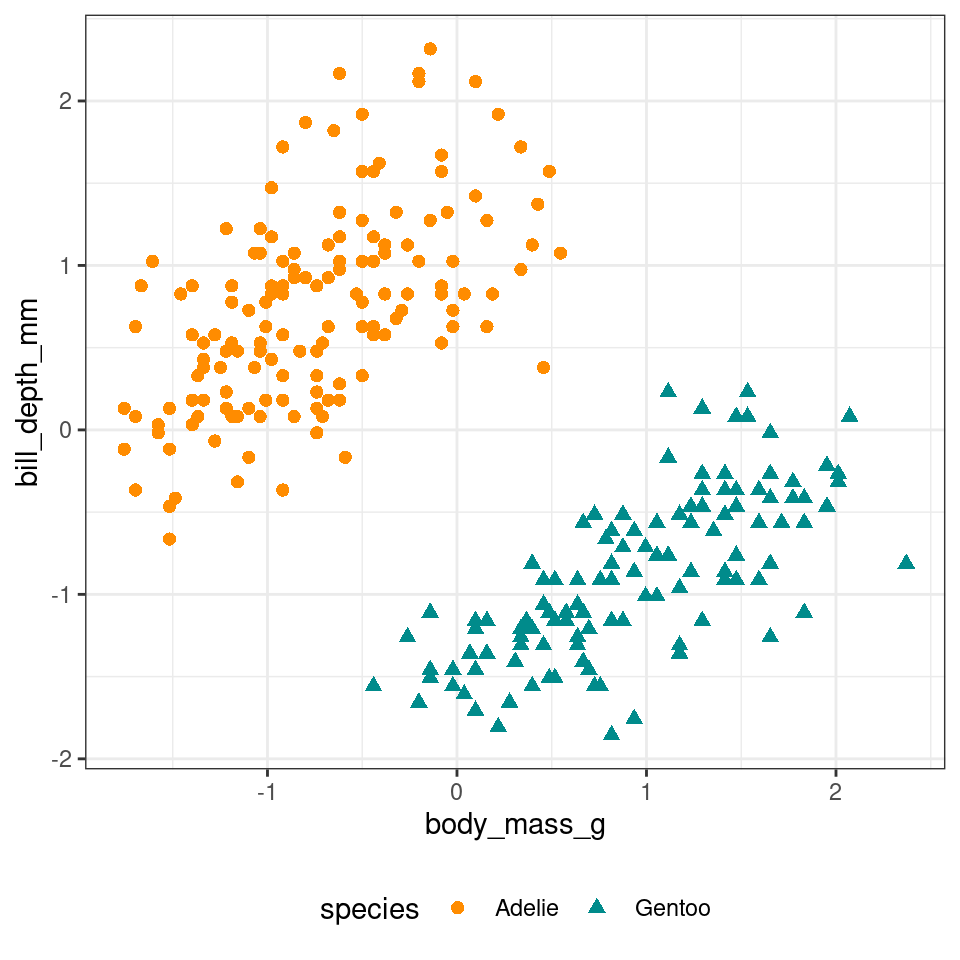 2
1
0
-1
-2
bill_depth_mm
-1 0 1 2
body_mass_g
species Adelie Gentoo